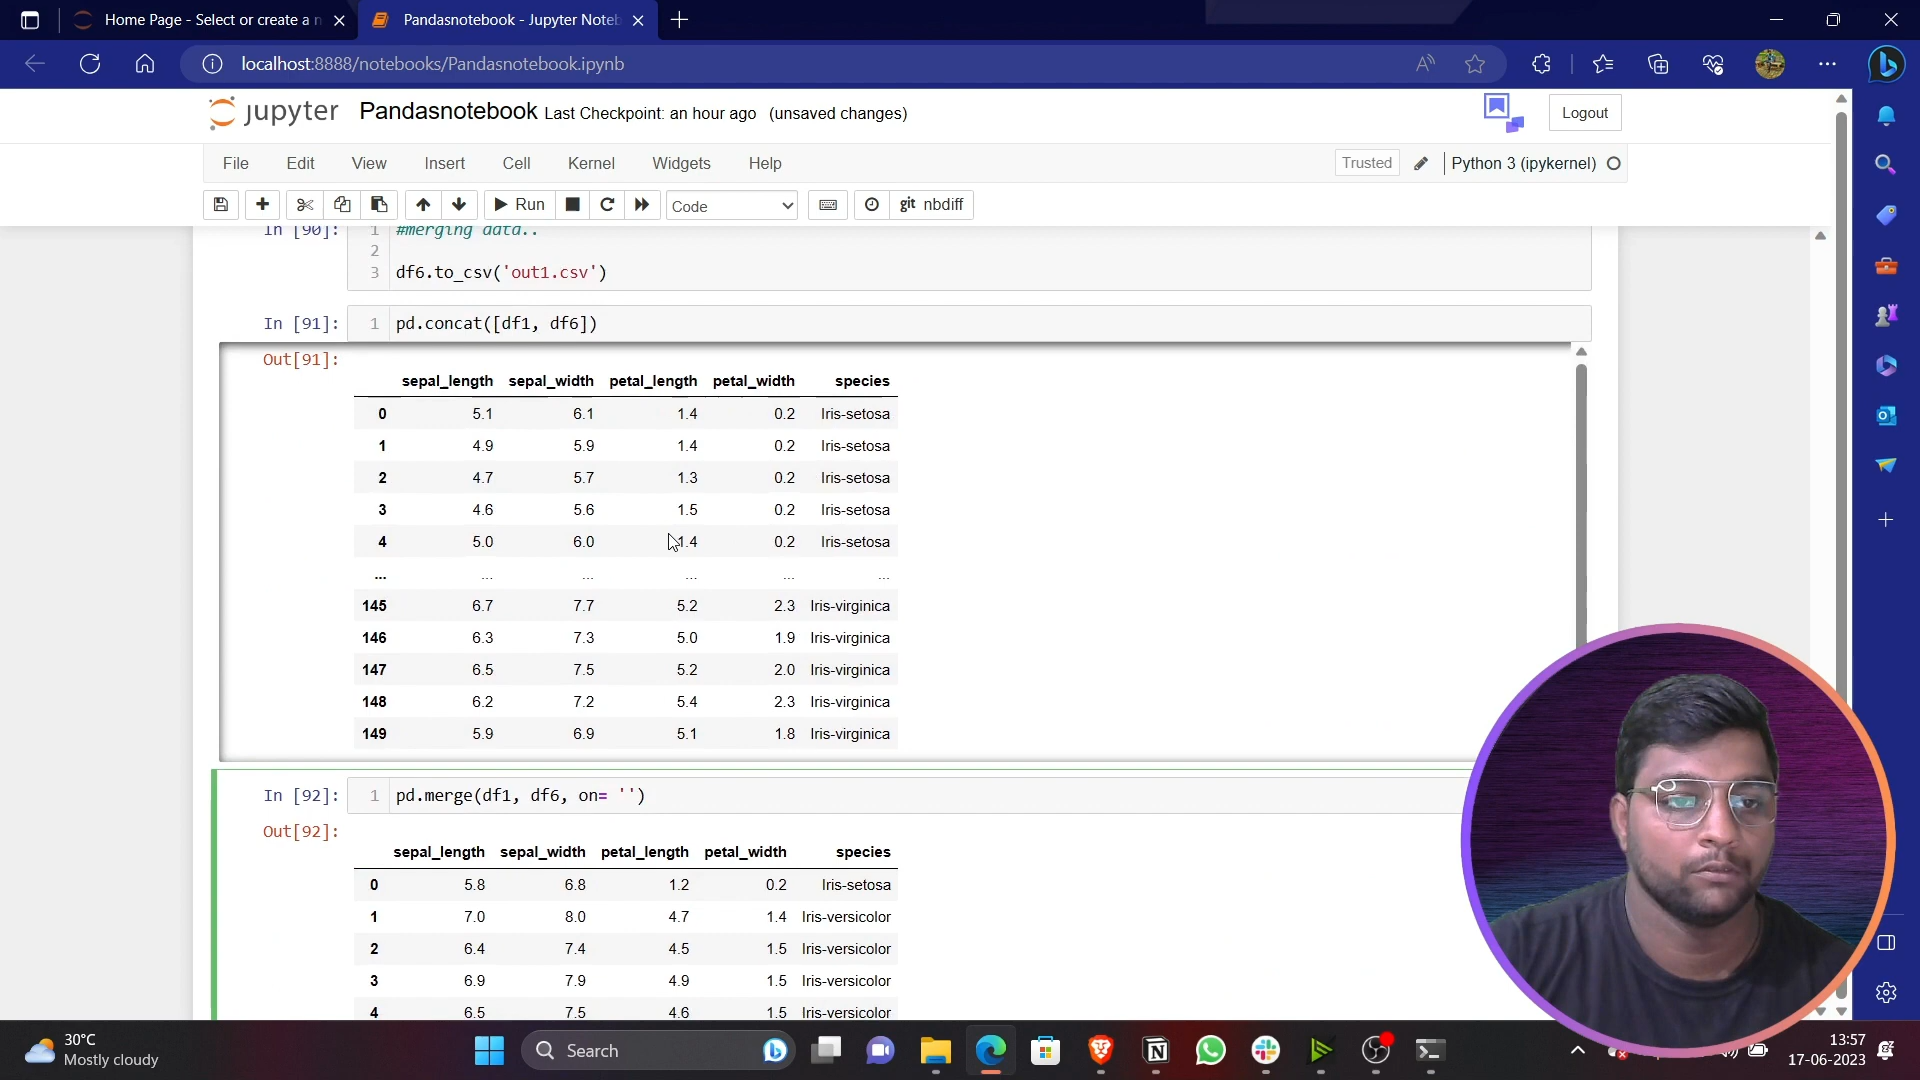 Home Page - Select or create a n
Pandasnotebook - Jupyter Noteb
localhost:8888/notebooks/Pandasnotebook.ipynb
jupyter Pandasnotebook Last Checkpoint: an hour ago (unsaved changes)
Logout
File Edit View Insert Cell Kernel Widgets Help
Trusted Python 3 (ipykernel)
Run Code git nbdiff
In [90]: 1 #merging data..
2
3 df6.to_csv('out1.csv')
In [91]: 1 pd.concat([df1, df6])
Out[91]:
sepal_length sepal_width petal_length petal_width species
0 5.1 6.1 1.4 0.2 Iris-setosa
1 4.9 5.9 1.4 0.2 Iris-setosa
2 4.7 5.7 1.3 0.2 Iris-setosa
3 4.6 5.6 1.5 0.2 Iris-setosa
4 5.0 6.0 1.4 0.2 Iris-setosa
... ... ... ... ... ...
145 6.7 7.7 5.2 2.3 Iris-virginica
146 6.3 7.3 5.0 1.9 Iris-virginica
147 6.5 7.5 5.2 2.0 Iris-virginica
148 6.2 7.2 5.4 2.3 Iris-virginica
149 5.9 6.9 5.1 1.8 Iris-virginica
In [92]: 1 pd.merge(df1, df6, on= '')
Out[92]:
sepal_length sepal_width petal_length petal_width species
0 5.8 6.8 1.2 0.2 Iris-setosa
1 7.0 8.0 4.7 1.4 Iris-versicolor
2 6.4 7.4 4.5 1.5 Iris-versicolor
3 6.9 7.9 4.9 1.5 Iris-versicolor
4 6.5 7.5 4.6 1.5 Iris-versicolor
30°C
Mostly cloudy
Search
13:57
17-06-2023